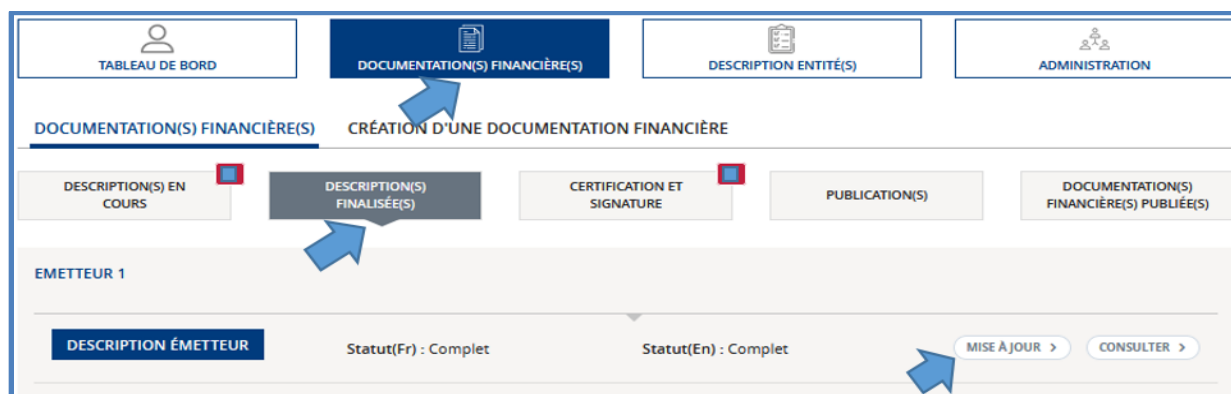 TABLEAU DE BORD
DOCUMENTATION(S) FINANCIÈRE(S)
DESCRIPTION ENTITÉ(S)
ADMINISTRATION
DOCUMENTATION(S) FINANCIÈRE(S)
CRÉATION D'UNE DOCUMENTATION FINANCIÈRE
DESCRIPTION(S) EN
COURS
DESCRIPTION(S)
FINALISÉE(S)
CERTIFICATION ET
SIGNATURE
PUBLICATION(S)
DOCUMENTATION(S)
FINANCIÈRE(S) PUBLIÉE(S)
EMETTEUR 1
DESCRIPTION ÉMETTEUR
Statut(Fr) : Complet
Statut(En) : Complet
MISE À JOUR >
CONSULTER >